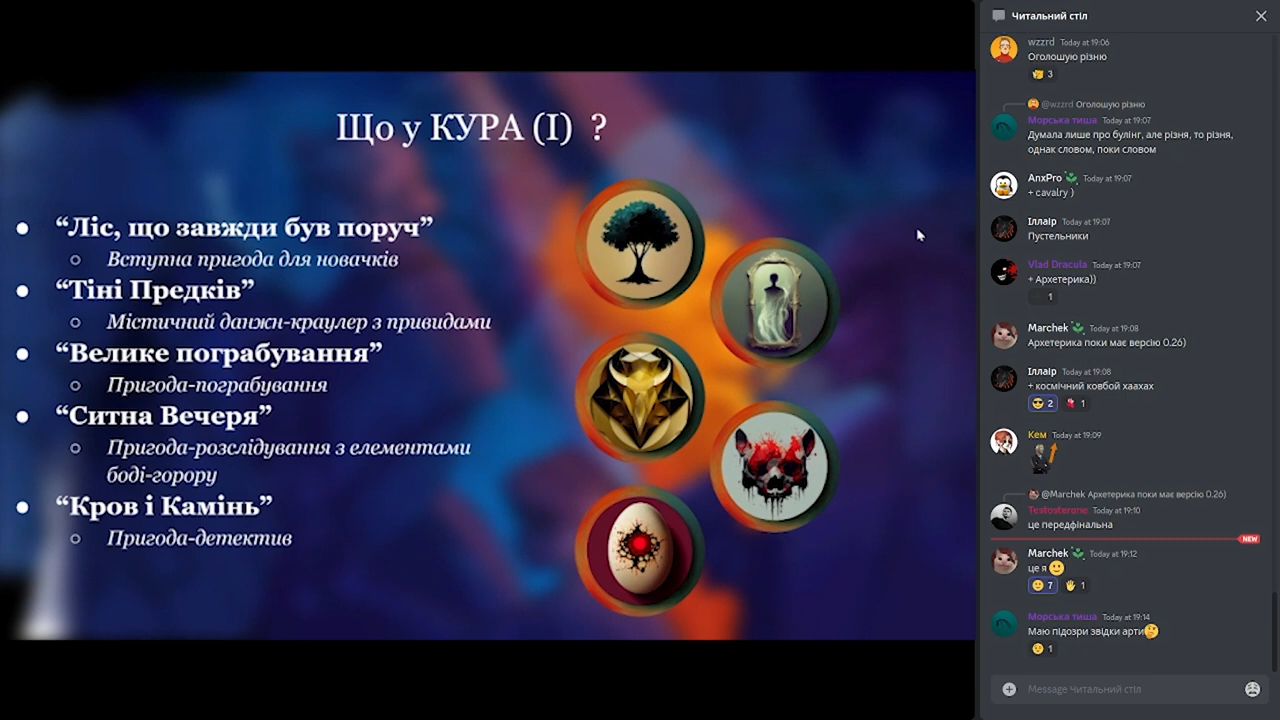 Що у КУРА (І) ?
“Ліс, що завжди був поруч”
Вступна пригода для новачків
“Тіні Предків”
Містичний данжн-краулер з привидами
“Велике пограбування”
Пригода-пограбування
“Ситна Вечеря”
Пригода-розслідування з елементами
боді-горору
“Кров і Камінь”
Пригода-детектив
Читальний стіл
wzzrd Today at 19:06
Оголошую різню
3
@wzzrd Оголошую різню
Морська тиша Today at 19:07
Думала лише про булінг, але різня, то різня,
однак словом, поки словом
AnxPro Today at 19:07
+ cavalry )
Іллаір Today at 19:07
Пустельники
Vlad Dracula Today at 19:07
+ Архетерика))
1
Marchek Today at 19:08
Архетерика поки має версію 0.26)
Іллаір Today at 19:08
+ космічний ковбой хаахах
2 1
Кем Today at 19:09
@Marchek Архетерика поки має версію 0.26)
Testosterone Today at 19:10
це передфінальна
NEW
Marchek Today at 19:12
це я
7 1
Морська тиша Today at 19:14
Маю підозри звідки арти
1
Message Читальний стіл